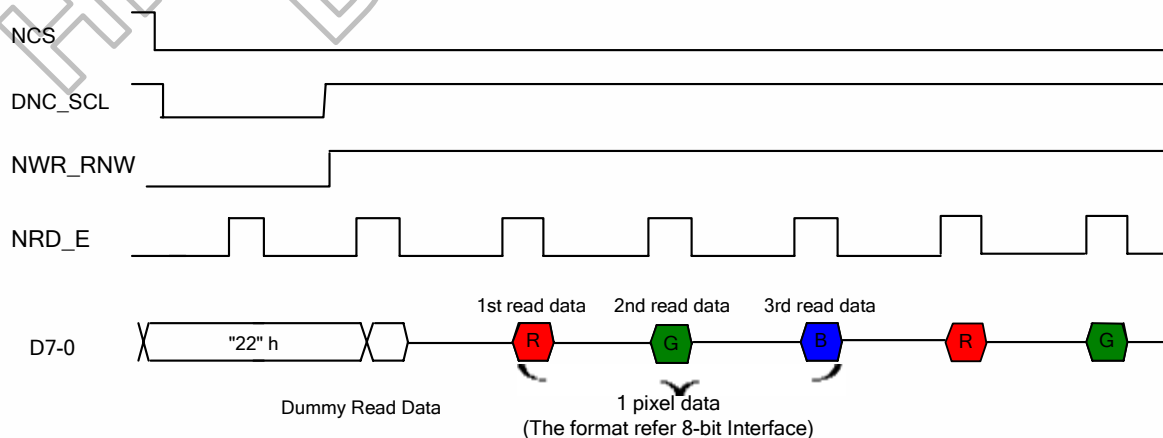 NCS
DNC_SCL
NWR_RNW
NRD_E
1st read data 2nd read data 3rd read data
D7-0 "22" h R G B R G
Dummy Read Data
1 pixel data
(The format refer 8-bit Interface)